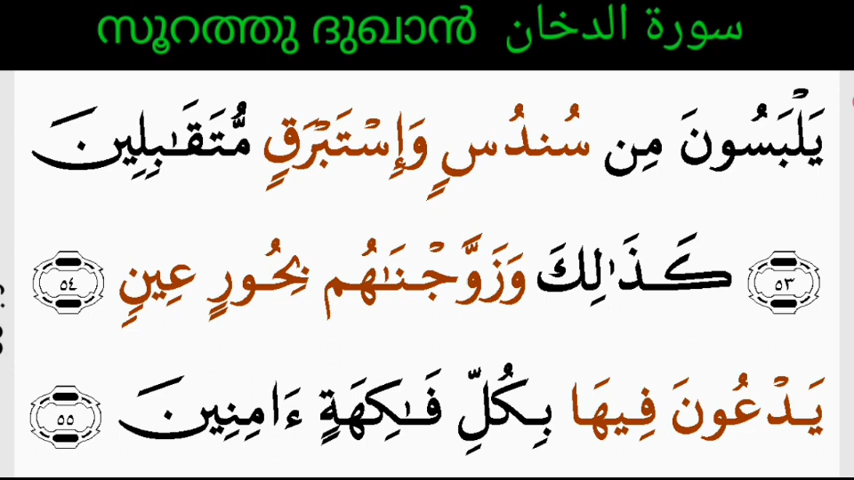 സൂറത്തു ദുഖാൻ سورة الدخان
يَلْبَسُونَ مِن سُندُسٍ وَإِسْتَبْرَقٍ مُّتَقَـٰبِلِينَ
٥٣ كَذَٰلِكَ وَزَوَّجْنَـٰهُم بِحُورٍ عِينٍ ٥٤
يَدْعُونَ فِيهَا بِكُلِّ فَـٰكِهَةٍ ءَامِنِينَ ٥٥